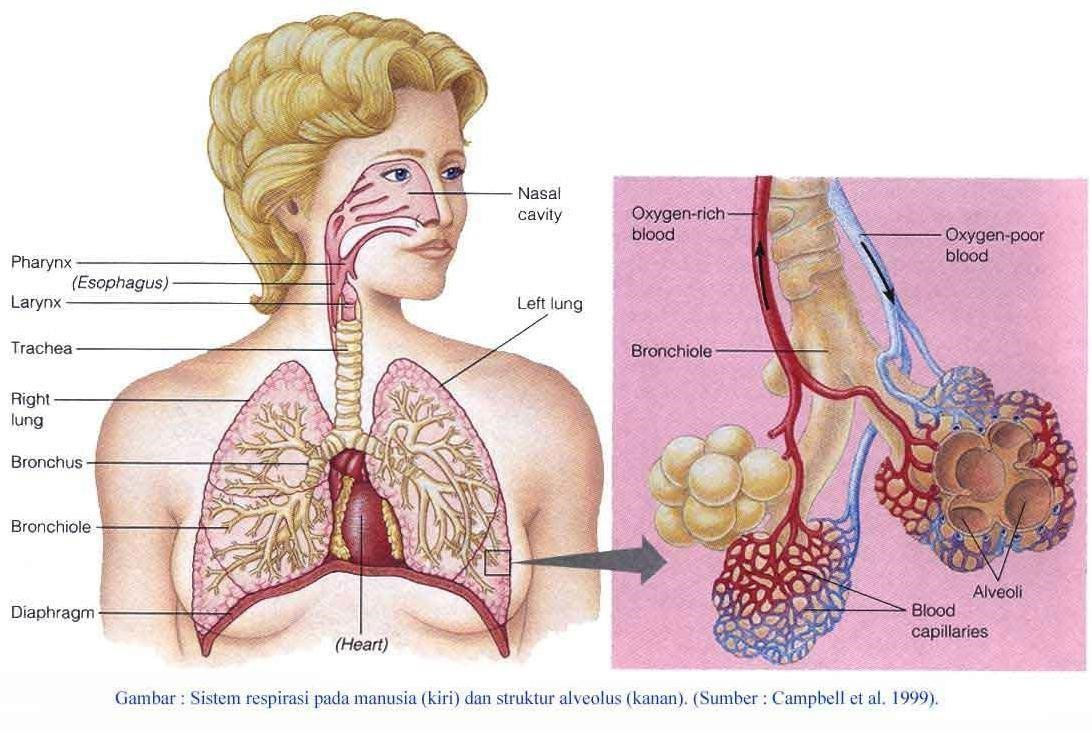 Nasal
cavity
Pharynx
(Esophagus)
Larynx
Left lung
Trachea
Right
lung
Bronchus
Bronchiole
Diaphragm
(Heart)
Oxygen-rich
blood
Oxygen-poor
blood
Bronchiole
Alveoli
Blood
capillaries
Gambar : Sistem respirasi pada manusia (kiri) dan struktur alveolus (kanan). (Sumber : Campbell et al. 1999).